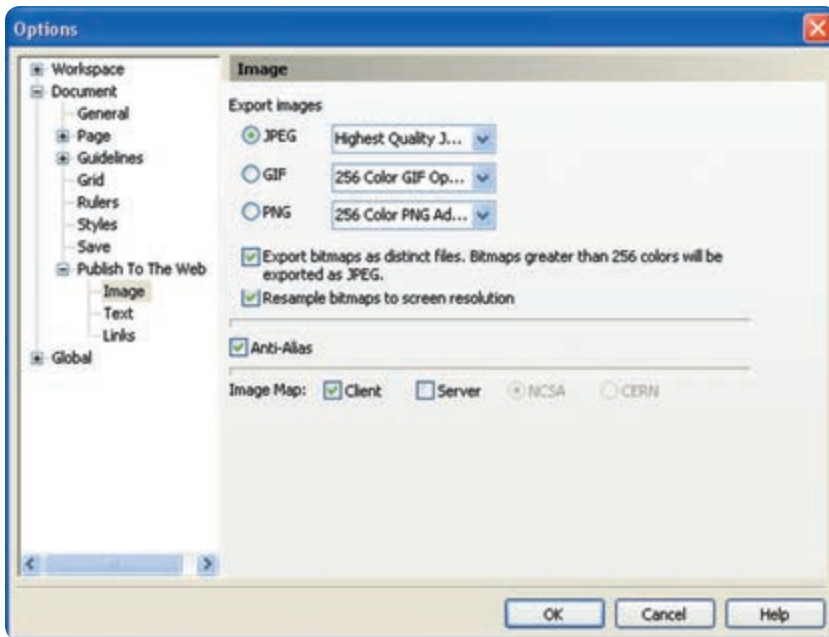 Options
Workspace
Document
General
Page
Guidelines
Grid
Rulers
Styles
Save
Publish To The Web
Image
Text
Links
Global
Image
Export images
JPEG Highest Quality J...
GIF 256 Color GIF Op...
PNG 256 Color PNG Ad...
Export bitmaps as distinct files. Bitmaps greater than 256 colors will be
exported as JPEG.
Resample bitmaps to screen resolution
Anti-Alias
Image Map: Client Server NCSA CERN
OK Cancel Help